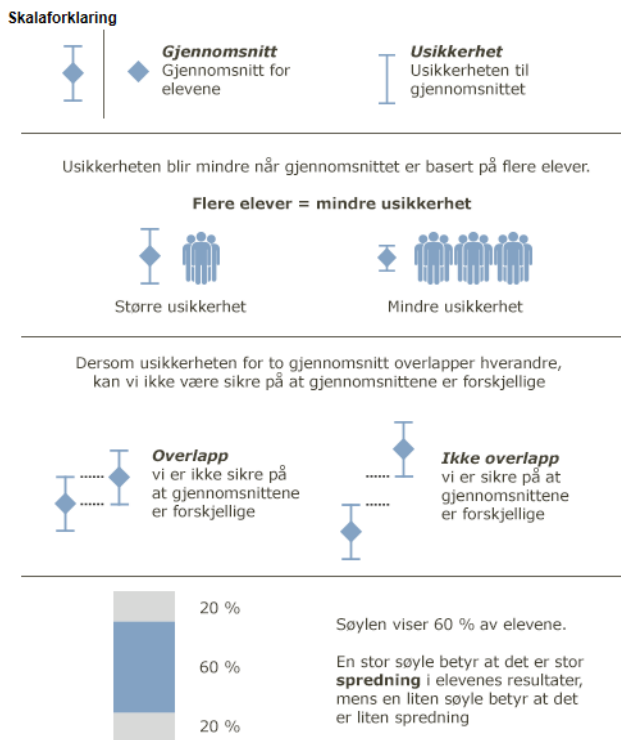 Skalaforklaring
Gjennomsnitt
Gjennomsnitt for
elevene
Usikkerhet
Usikkerheten til
gjennomsnittet
Usikkerheten blir mindre når gjennomsnittet er basert på flere elever.
Flere elever = mindre usikkerhet
Større usikkerhet
Mindre usikkerhet
Dersom usikkerheten for to gjennomsnitt overlapper hverandre,
kan vi ikke være sikre på at gjennomsnittene er forskjellige
Overlapp
vi er ikke sikre på
at gjennomsnittene
er forskjellige
Ikke overlapp
vi er sikre på at
gjennomsnittene
er forskjellige
20 %
60 %
20 %
Søylen viser 60 % av elevene.
En stor søyle betyr at det er stor
spredning i elevenes resultater,
mens en liten søyle betyr at det
er liten spredning